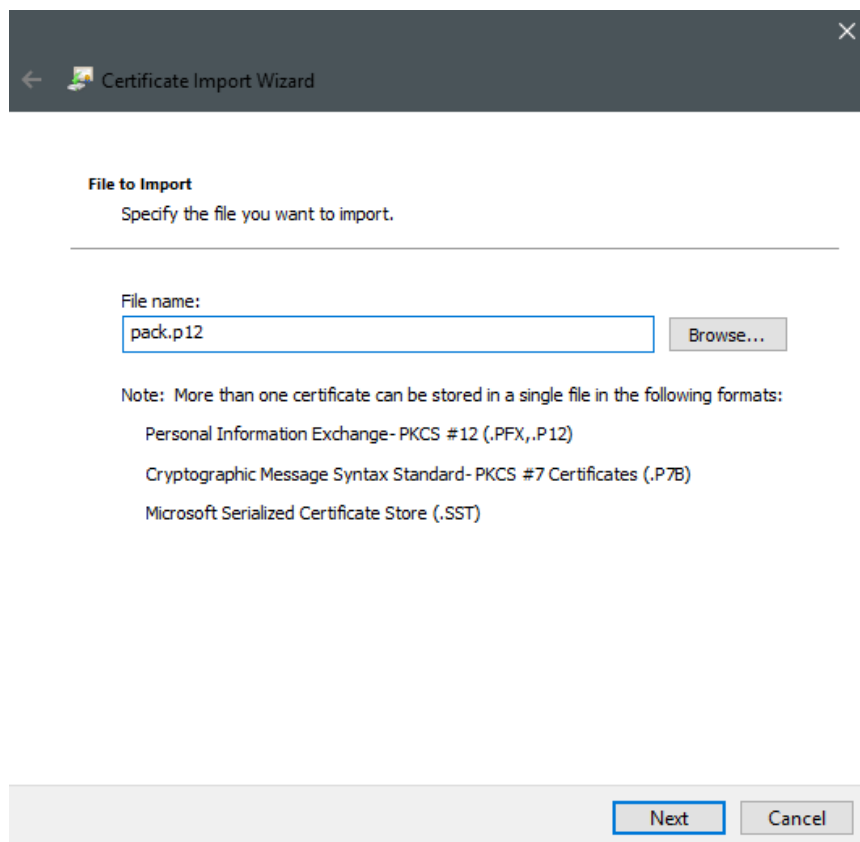 Certificate Import Wizard
File to Import
Specify the file you want to import.
File name:
pack.p12
Browse...
Note: More than one certificate can be stored in a single file in the following formats:
Personal Information Exchange- PKCS #12 (.PFX,.P12)
Cryptographic Message Syntax Standard- PKCS #7 Certificates (.P7B)
Microsoft Serialized Certificate Store (.SST)
Next
Cancel